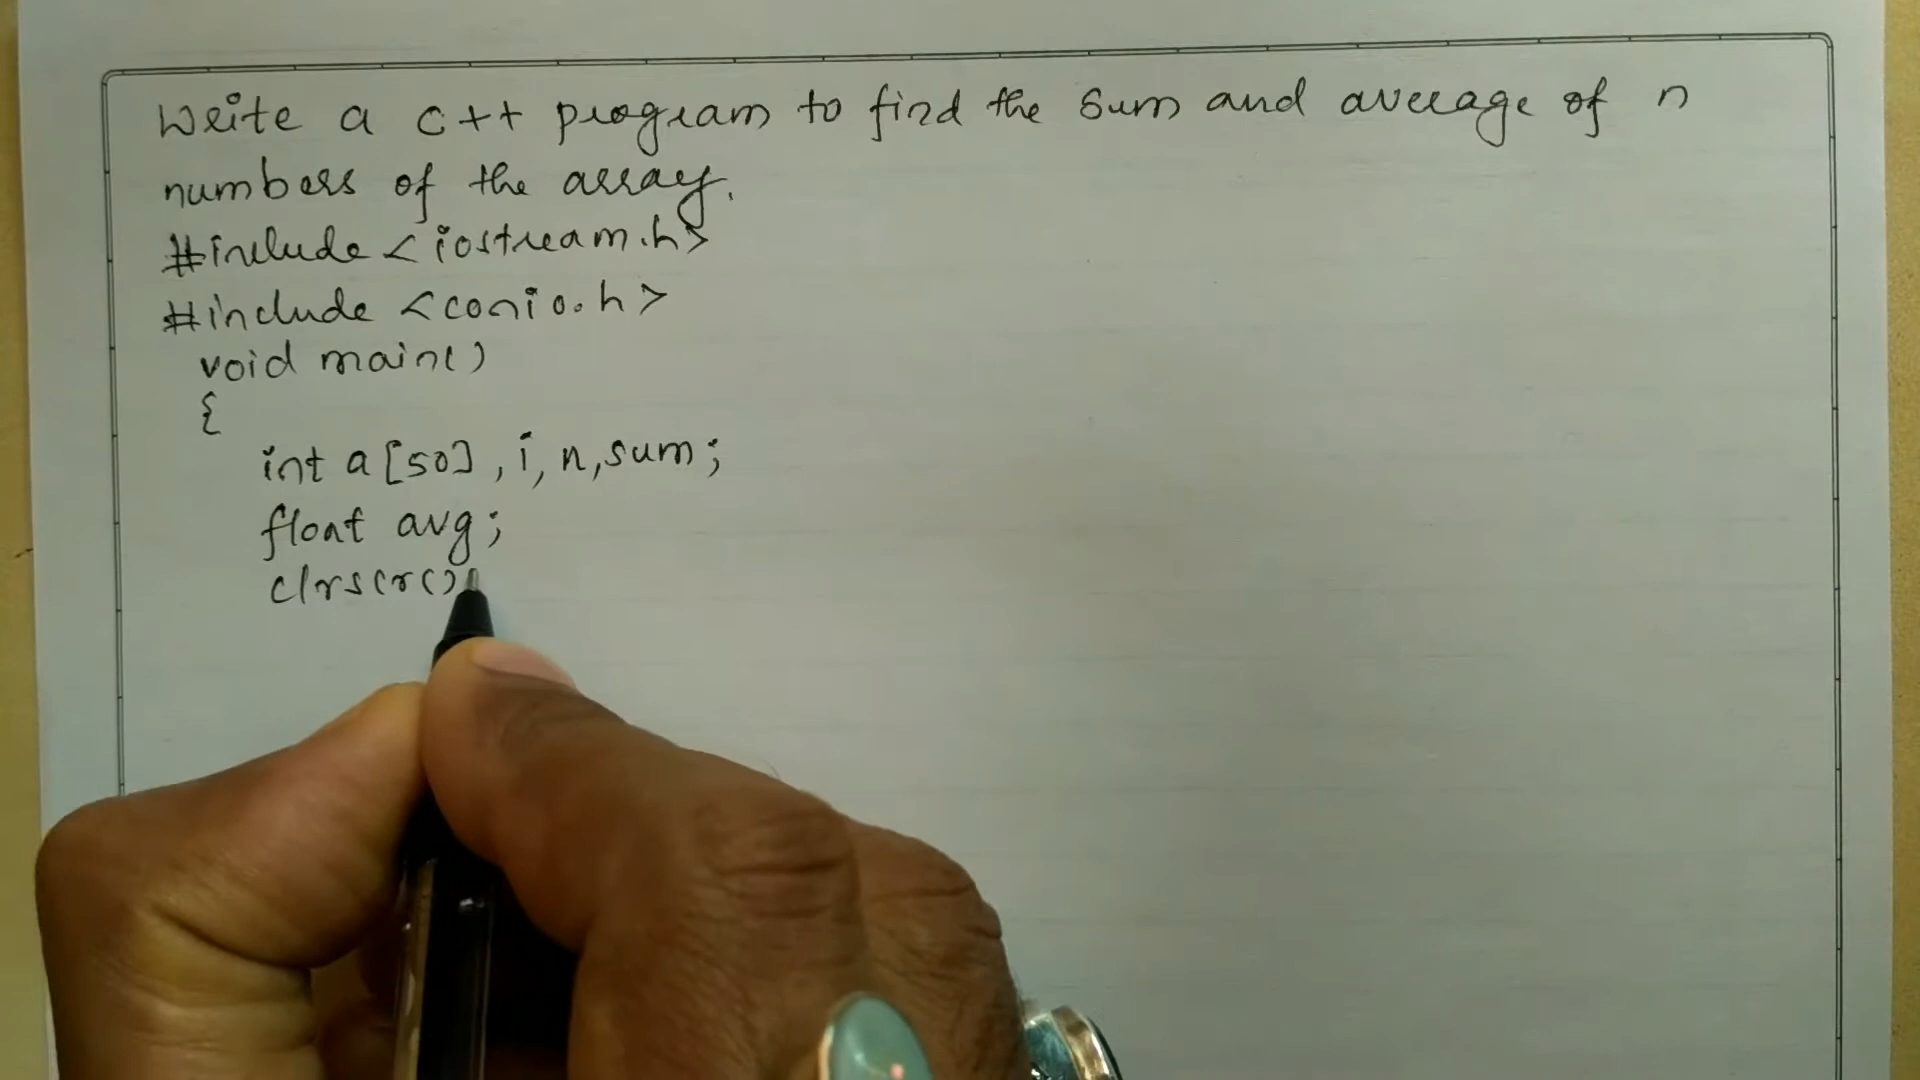 Write a c++ program to find the sum and average of n
numbers of the array.
#include <iostream.h>
#include <conio.h>
void main()
{
int a[50], i, n, sum;
float avg;
clrscr()